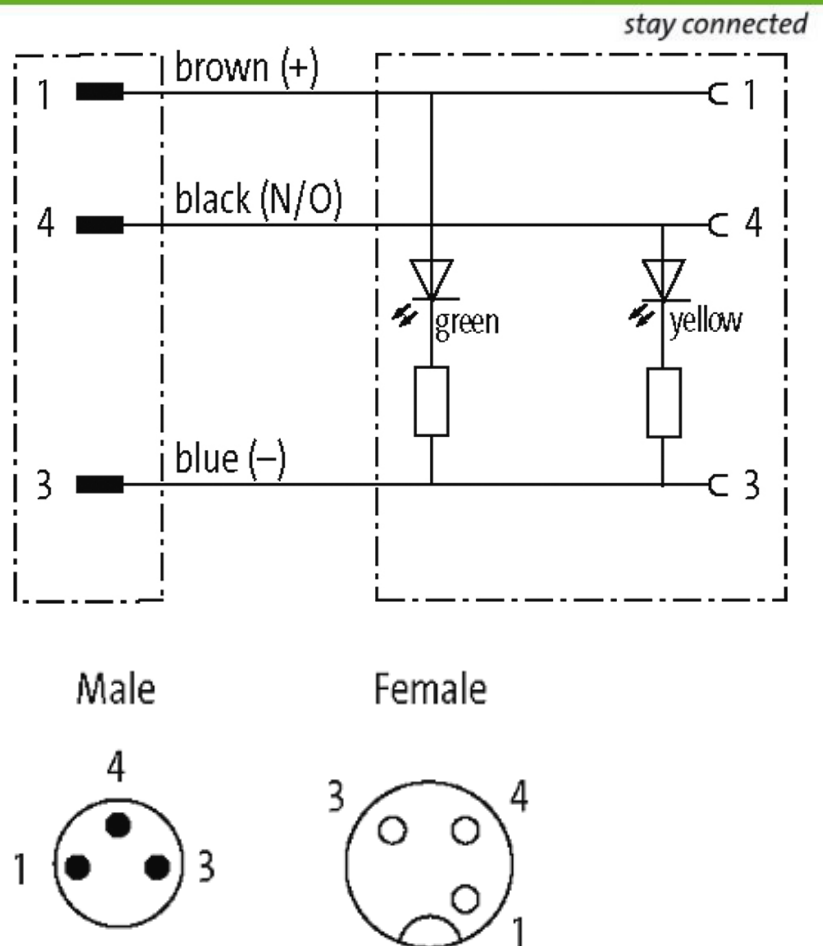 stay connected
brown (+)
1 1
black (N/O)
4 4
green yellow
blue (–)
3 3
Male Female
4
3 4
1 3
1